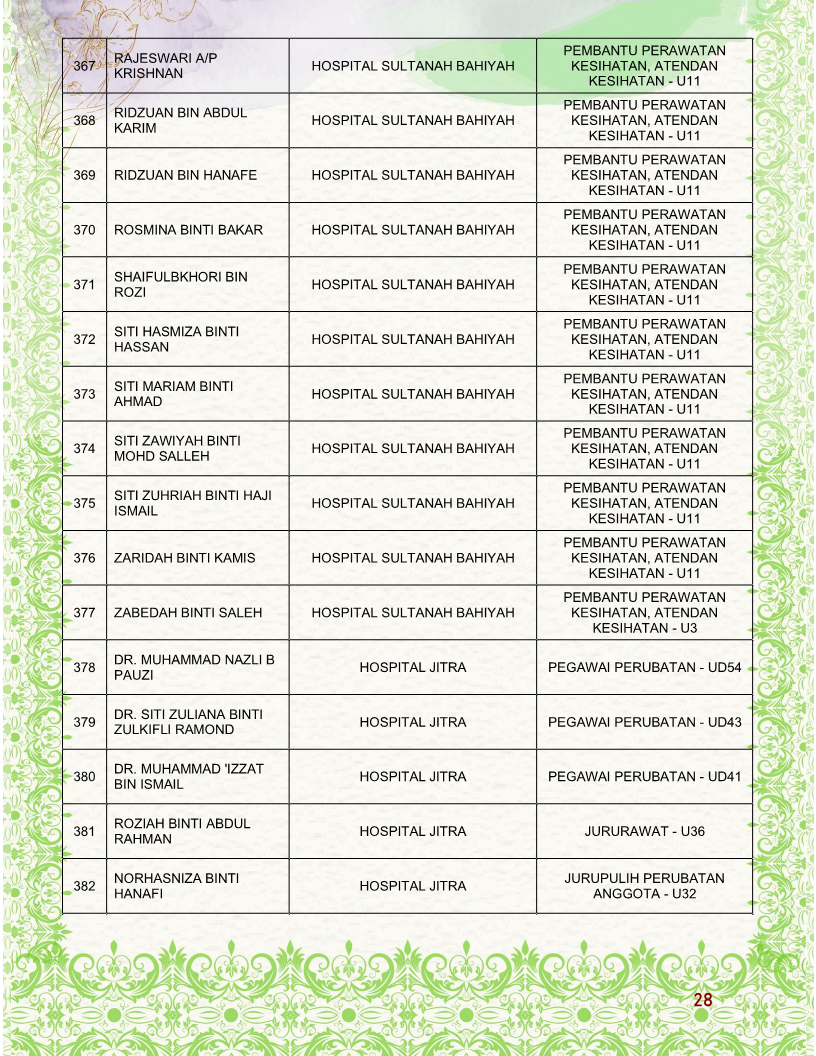 367
RAJESWARI A/P
KRISHNAN
HOSPITAL SULTANAH BAHIYAH
PEMBANTU PERAWATAN
KESIHATAN, ATENDAN
KESIHATAN - U11
368
RIDZUAN BIN ABDUL
KARIM
HOSPITAL SULTANAH BAHIYAH
PEMBANTU PERAWATAN
KESIHATAN, ATENDAN
KESIHATAN - U11
369
RIDZUAN BIN HANAFE
HOSPITAL SULTANAH BAHIYAH
PEMBANTU PERAWATAN
KESIHATAN, ATENDAN
KESIHATAN - U11
370
ROSMINA BINTI BAKAR
HOSPITAL SULTANAH BAHIYAH
PEMBANTU PERAWATAN
KESIHATAN, ATENDAN
KESIHATAN - U11
371
SHAIFULBKHORI BIN
ROZI
HOSPITAL SULTANAH BAHIYAH
PEMBANTU PERAWATAN
KESIHATAN, ATENDAN
KESIHATAN - U11
372
SITI HASMIZA BINTI
HASSAN
HOSPITAL SULTANAH BAHIYAH
PEMBANTU PERAWATAN
KESIHATAN, ATENDAN
KESIHATAN - U11
373
SITI MARIAM BINTI
AHMAD
HOSPITAL SULTANAH BAHIYAH
PEMBANTU PERAWATAN
KESIHATAN, ATENDAN
KESIHATAN - U11
374
SITI ZAWIYAH BINTI
MOHD SALLEH
HOSPITAL SULTANAH BAHIYAH
PEMBANTU PERAWATAN
KESIHATAN, ATENDAN
KESIHATAN - U11
375
SITI ZUHRIAH BINTI HAJI
ISMAIL
HOSPITAL SULTANAH BAHIYAH
PEMBANTU PERAWATAN
KESIHATAN, ATENDAN
KESIHATAN - U11
376
ZARIDAH BINTI KAMIS
HOSPITAL SULTANAH BAHIYAH
PEMBANTU PERAWATAN
KESIHATAN, ATENDAN
KESIHATAN - U11
377
ZABEDAH BINTI SALEH
HOSPITAL SULTANAH BAHIYAH
PEMBANTU PERAWATAN
KESIHATAN, ATENDAN
KESIHATAN - U3
378
DR. MUHAMMAD NAZLI B
PAUZI
HOSPITAL JITRA
PEGAWAI PERUBATAN - UD54
379
DR. SITI ZULIANA BINTI
ZULKIFLI RAMOND
HOSPITAL JITRA
PEGAWAI PERUBATAN - UD43
380
DR. MUHAMMAD 'IZZAT
BIN ISMAIL
HOSPITAL JITRA
PEGAWAI PERUBATAN - UD41
381
ROZIAH BINTI ABDUL
RAHMAN
HOSPITAL JITRA
JURURAWAT - U36
382
NORHASNIZA BINTI
HANAFI
HOSPITAL JITRA
JURUPULIH PERUBATAN
ANGGOTA - U32
28